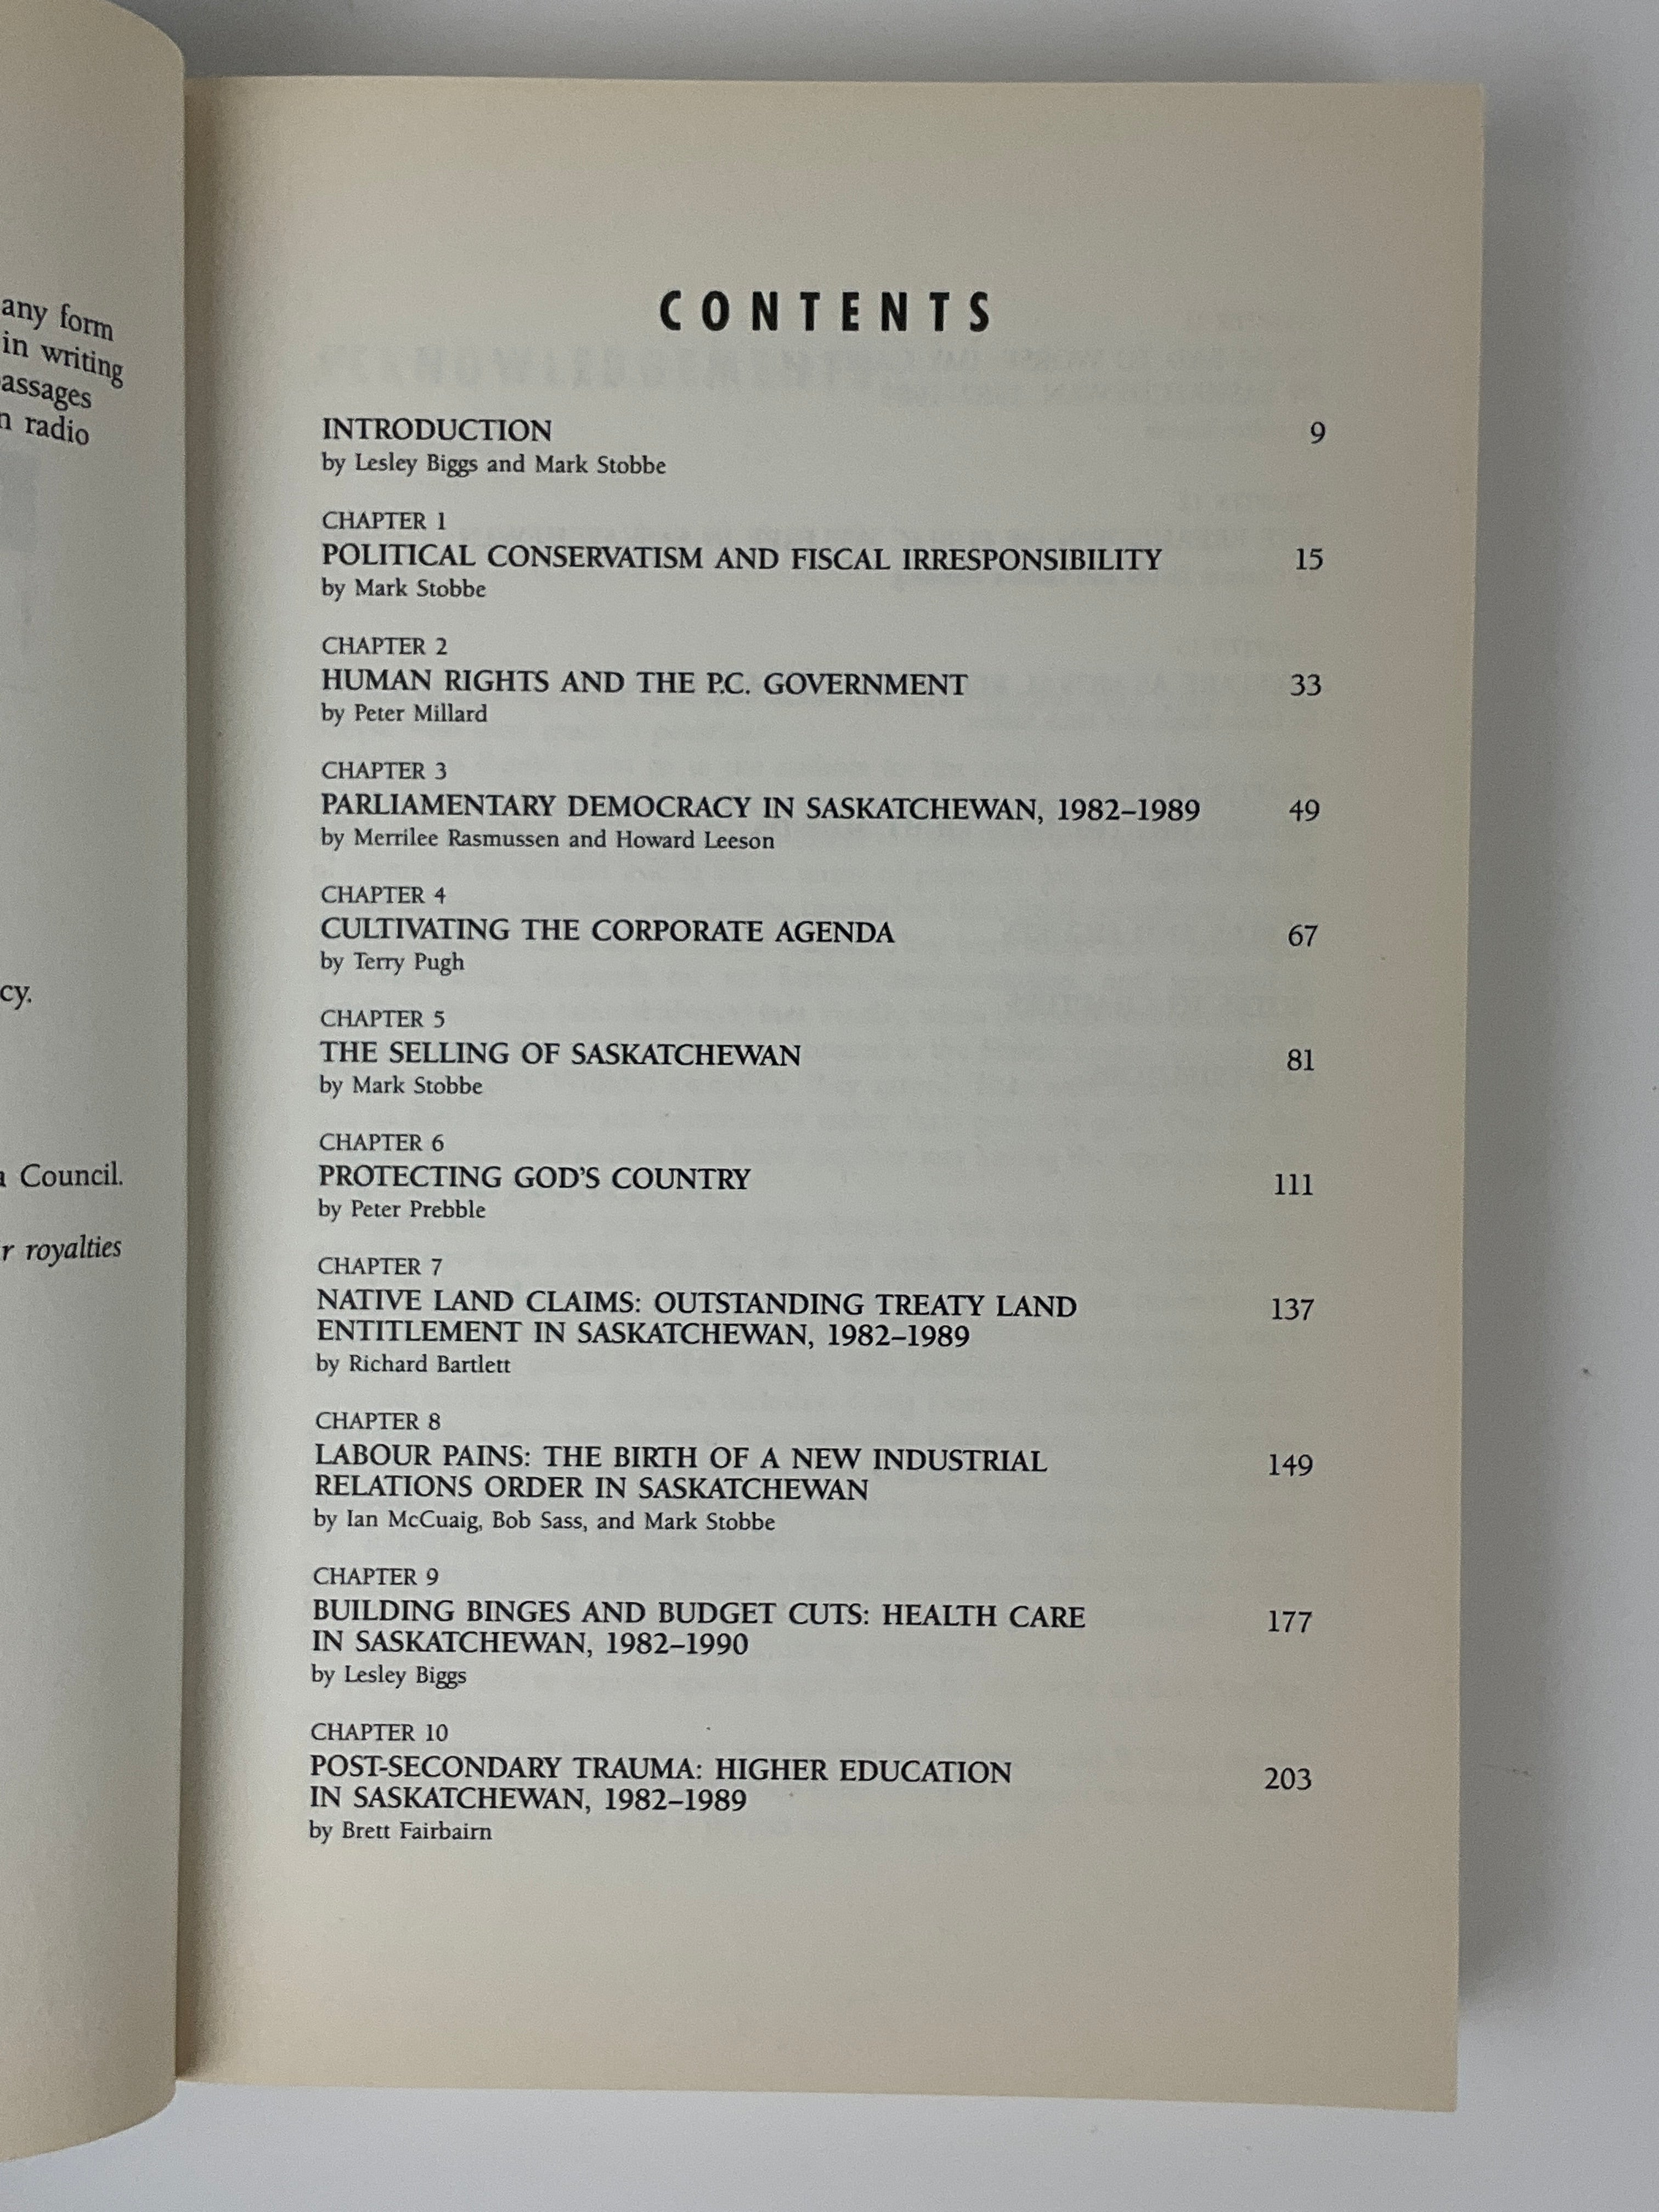 any form
in writing
assages
n radio
cy.
Council.
r royalties
CONTENTS
INTRODUCTION 9
by Lesley Biggs and Mark Stobbe
CHAPTER 1
POLITICAL CONSERVATISM AND FISCAL IRRESPONSIBILITY 15
by Mark Stobbe
CHAPTER 2
HUMAN RIGHTS AND THE P.C. GOVERNMENT 33
by Peter Millard
CHAPTER 3
PARLIAMENTARY DEMOCRACY IN SASKATCHEWAN, 1982–1989 49
by Merrilee Rasmussen and Howard Leeson
CHAPTER 4
CULTIVATING THE CORPORATE AGENDA 67
by Terry Pugh
CHAPTER 5
THE SELLING OF SASKATCHEWAN 81
by Mark Stobbe
CHAPTER 6
PROTECTING GOD'S COUNTRY 111
by Peter Prebble
CHAPTER 7
NATIVE LAND CLAIMS: OUTSTANDING TREATY LAND 137
ENTITLEMENT IN SASKATCHEWAN, 1982–1989
by Richard Bartlett
CHAPTER 8
LABOUR PAINS: THE BIRTH OF A NEW INDUSTRIAL 149
RELATIONS ORDER IN SASKATCHEWAN
by Ian McCuaig, Bob Sass, and Mark Stobbe
CHAPTER 9
BUILDING BINGES AND BUDGET CUTS: HEALTH CARE 177
IN SASKATCHEWAN, 1982–1990
by Lesley Biggs
CHAPTER 10
POST-SECONDARY TRAUMA: HIGHER EDUCATION 203
IN SASKATCHEWAN, 1982–1989
by Brett Fairbairn